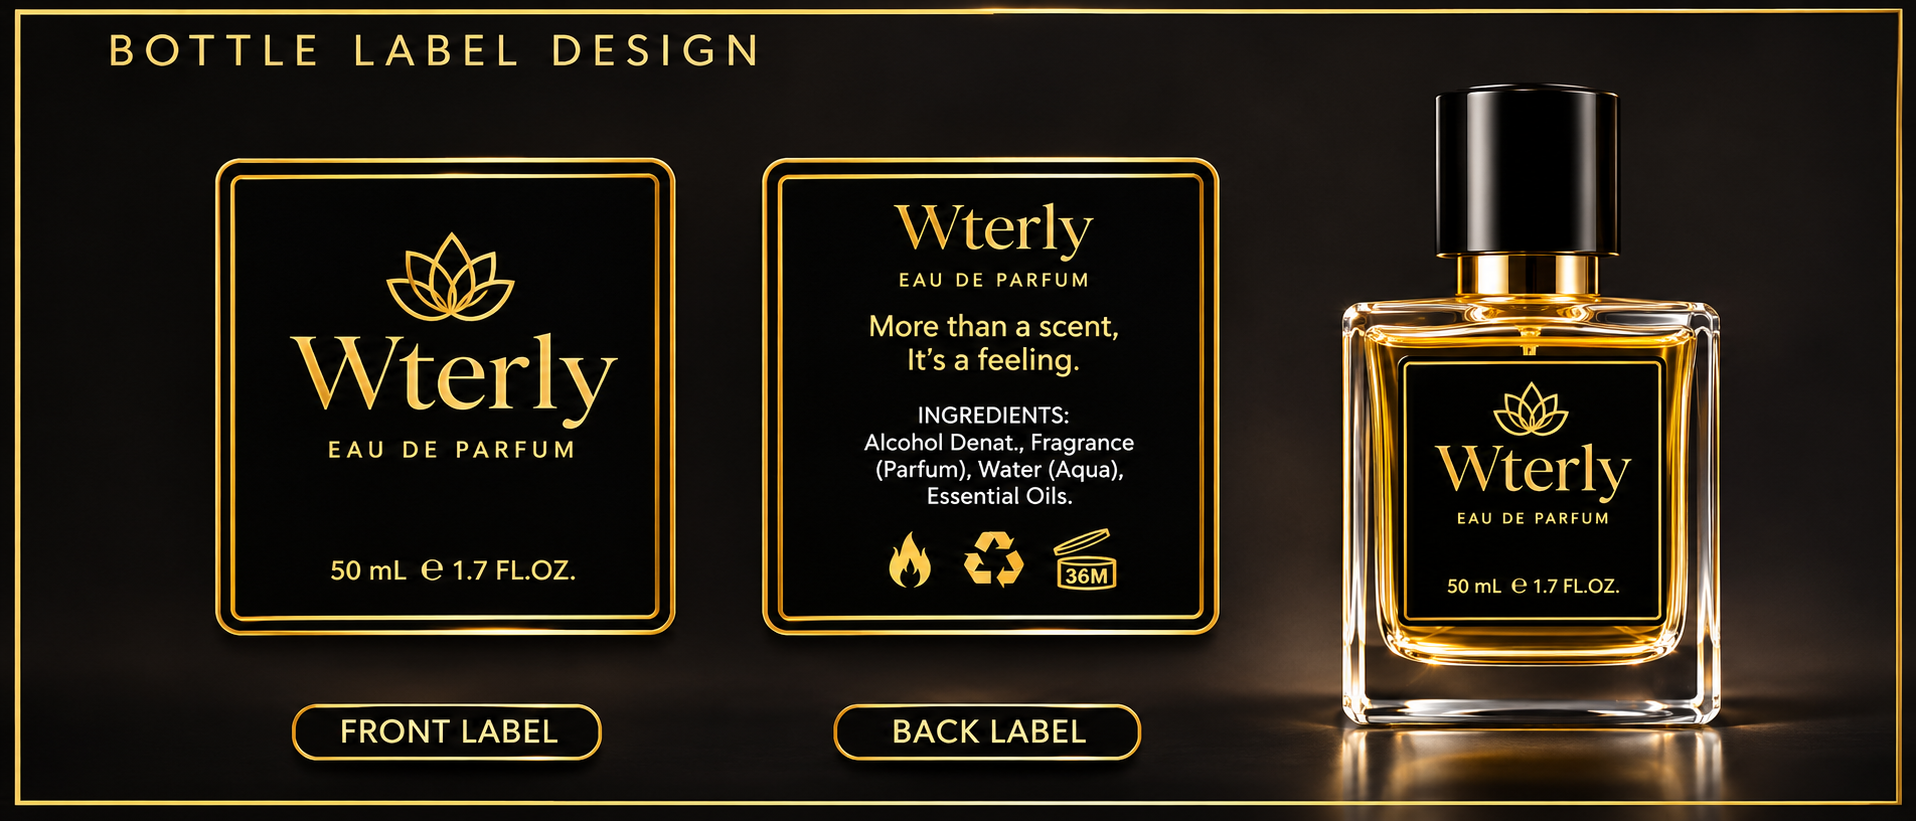 BOTTLE LABEL DESIGN
Wterly
EAU DE PARFUM
50 mL ℮ 1.7 FL.OZ.
FRONT LABEL
Wterly
EAU DE PARFUM
More than a scent,
It's a feeling.
INGREDIENTS:
Alcohol Denat., Fragrance
(Parfum), Water (Aqua),
Essential Oils.
36M
BACK LABEL
Wterly
EAU DE PARFUM
50 mL ℮ 1.7 FL.OZ.